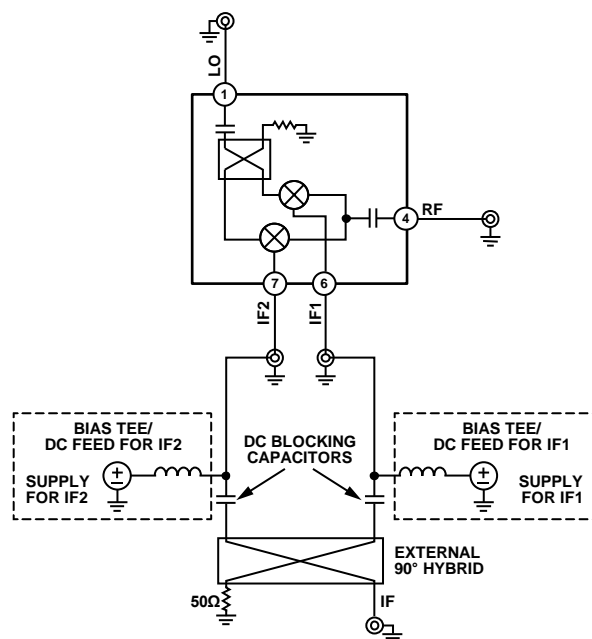 LO
1
4
RF
7
6
IF2
IF1
BIAS TEE/
DC FEED FOR IF2
SUPPLY
FOR IF2
DC BLOCKING
CAPACITORS
BIAS TEE/
DC FEED FOR IF1
SUPPLY
FOR IF1
EXTERNAL
90° HYBRID
50Ω
IF